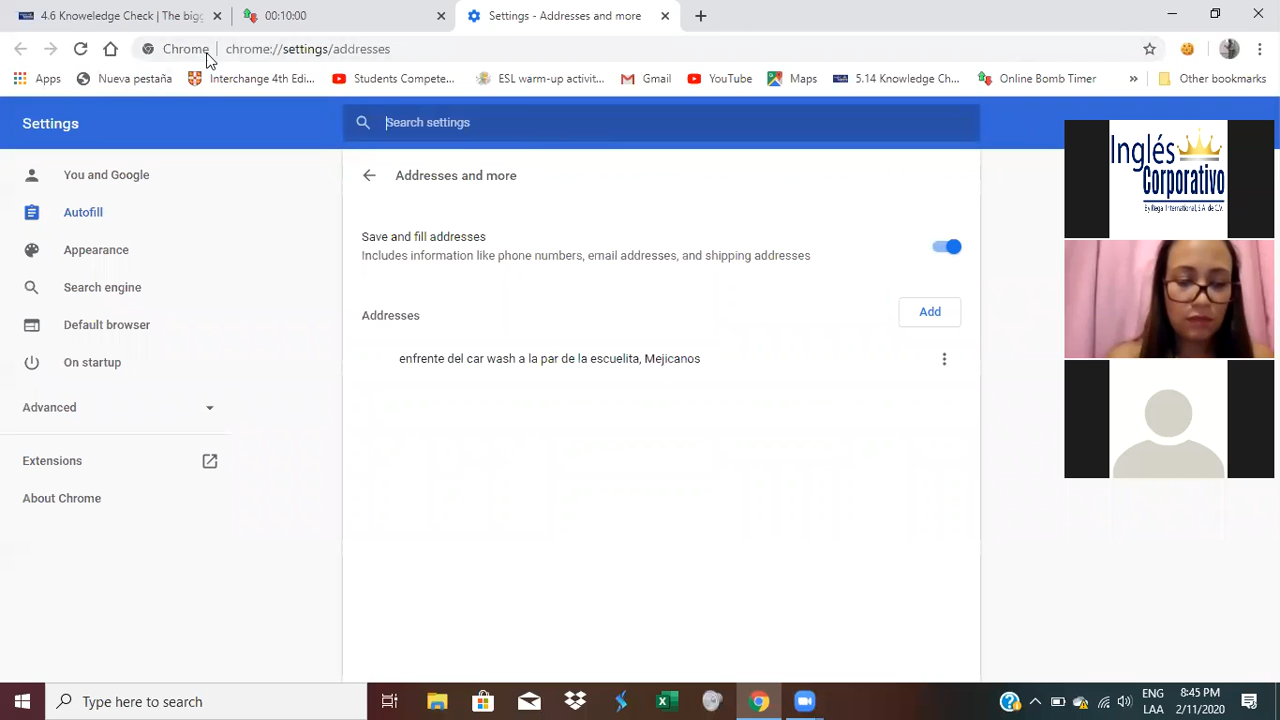 4.6 Knowledge Check | The bigg
00:10:00
Settings - Addresses and more
Chrome | chrome://settings/addresses
Apps
Nueva pestaña
Interchange 4th Edi...
Students Compete...
ESL warm-up activit...
Gmail
YouTube
Maps
5.14 Knowledge Ch...
Online Bomb Timer
»
Other bookmarks
Settings
Search settings
You and Google
Autofill
Appearance
Search engine
Default browser
On startup
Advanced
Extensions
About Chrome
Addresses and more
Save and fill addresses
Includes information like phone numbers, email addresses, and shipping addresses
Addresses
Add
enfrente del car wash a la par de la escuelita, Mejicanos
Inglés
Corporativo
Type here to search
ENG
LAA
8:45 PM
2/11/2020